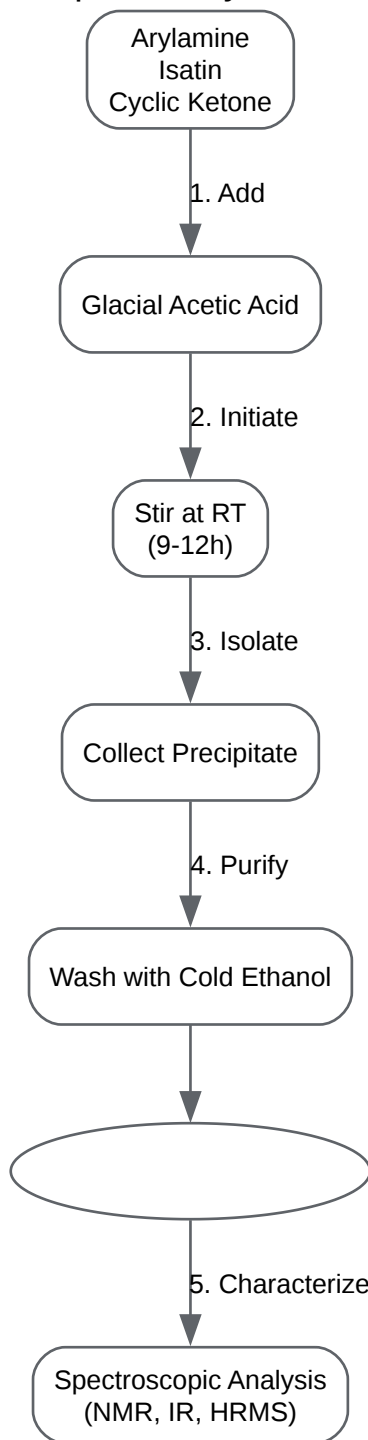 Arylamine
Isatin
Cyclic Ketone
1. Add
Glacial Acetic Acid
2. Initiate
Stir at RT
(9-12h)
3. Isolate
Collect Precipitate
4. Purify
Wash with Cold Ethanol
5. Characterize
Spectroscopic Analysis
(NMR, IR, HRMS)